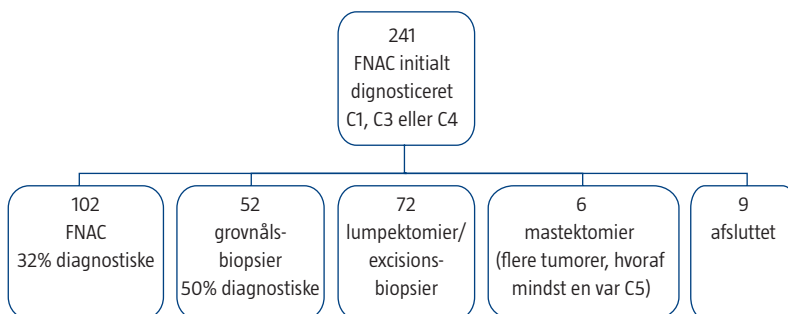 241
FNAC initialt
dignosticeret
C1, C3 eller C4
102
FNAC
32% diagnostiske
52
grovnåls-
biopsier
50% diagnostiske
72
lumpektomier/
excisions-
biopsier
6
mastektomier
(flere tumorer, hvoraf
mindst en var C5)
9
afsluttet